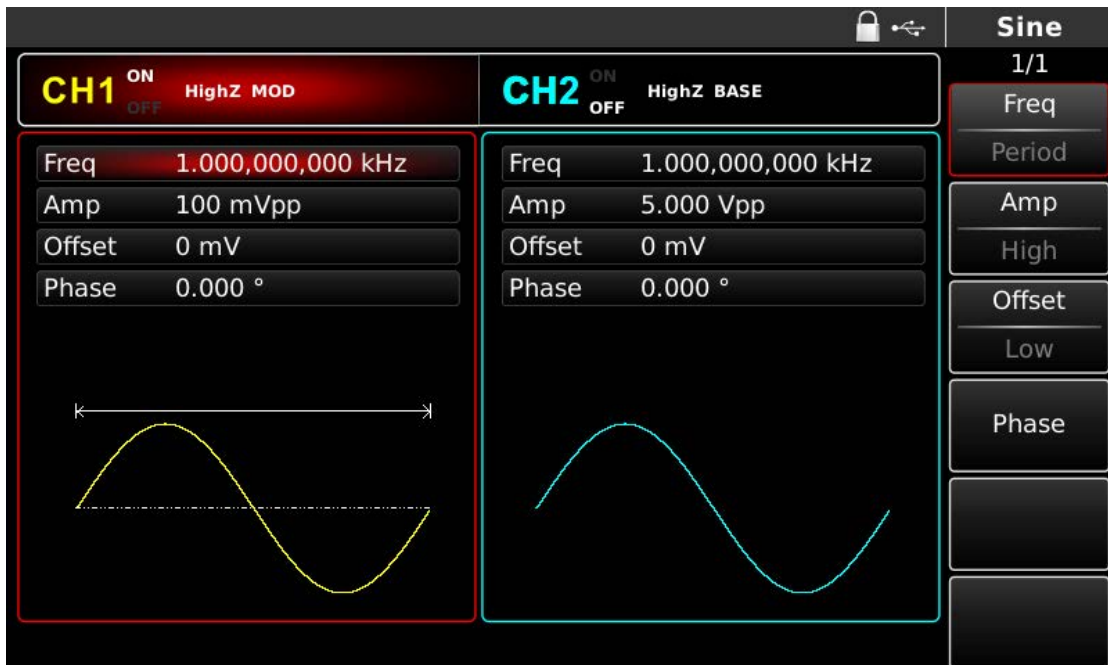 Sine
1/1
CH1 ON OFF HighZ MOD
CH2 ON OFF HighZ BASE
Freq 1.000,000,000 kHz
Amp 100 mVpp
Offset 0 mV
Phase 0.000 °
Freq 1.000,000,000 kHz
Amp 5.000 Vpp
Offset 0 mV
Phase 0.000 °
Freq
Period
Amp
High
Offset
Low
Phase